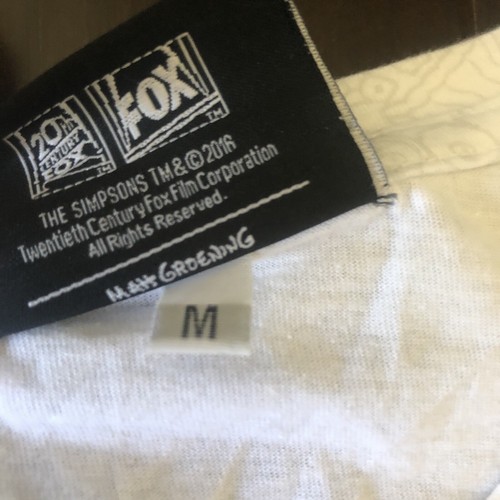 20th
CENTURY
FOX
TM
FOX
TM
THE SIMPSONS TM & © 2016
Twentieth Century Fox Film Corporation
All Rights Reserved.
MATT GROENING
M